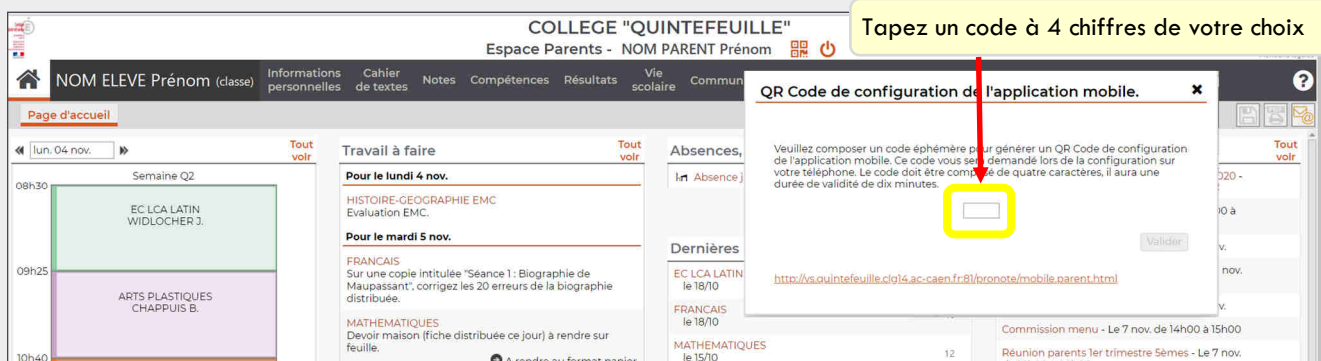 COLLEGE "QUINTEFEUILLE"
Espace Parents - NOM PARENT Prénom
Tapez un code à 4 chiffres de votre choix
NOM ELEVE Prénom (classe)
Informations personnelles
Cahier de textes
Notes
Compétences
Résultats
Vie scolaire
Commun
?
Page d'accueil
lun. 04 nov.
Tout
voir
Semaine Q2
08h30
EC LCA LATIN
WIDLOCHER J.
09h25
ARTS PLASTIQUES
CHAPPUIS B.
10h40
Travail à faire
Tout
voir
Pour le lundi 4 nov.
HISTOIRE-GEOGRAPHIE EMC
Evaluation EMC.
Pour le mardi 5 nov.
FRANCAIS
Sur une copie intitulée "Séance 1 : Biographie de
Maupassant", corrigez les 20 erreurs de la biographie
distribuée.
MATHEMATIQUES
Devoir maison (fiche distribuée ce jour) à rendre sur
feuille.
A rendre au format papier
Absences,
Absence j
Dernières
EC LCA LATIN
le 18/10
FRANCAIS
le 18/10
MATHEMATIQUES
le 15/10
12
QR Code de configuration de l'application mobile.
Veuillez composer un code éphémère pour générer un QR Code de configuration
de l'application mobile. Ce code vous sera demandé lors de la configuration sur
votre téléphone. Le code doit être composé de quatre caractères, il aura une
durée de validité de dix minutes.
Valider
http://vs.quintefeuille.clg14.ac-caen.fr:81/pronote/mobile.parent.html
Tout
voir
020 -
00 à
v.
nov.
v.
Commission menu - Le 7 nov. de 14h00 à 15h00
Réunion parents 1er trimestre 5èmes - Le 7 nov.